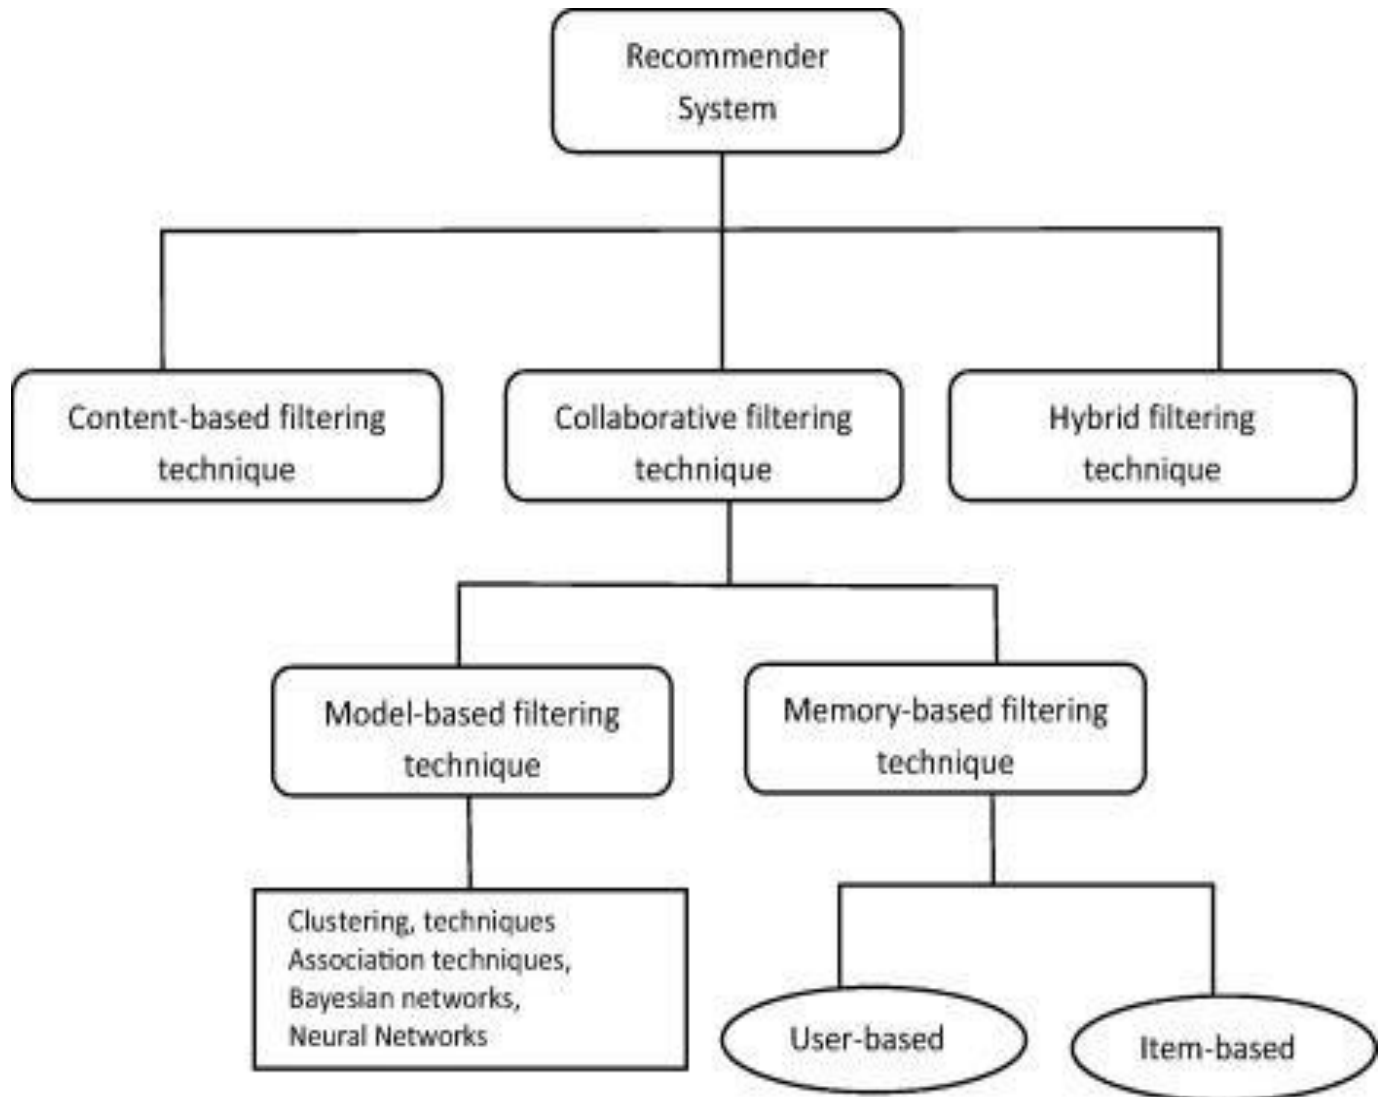 Recommender
System
Content-based filtering
technique
Collaborative filtering
technique
Hybrid filtering
technique
Model-based filtering
technique
Memory-based filtering
technique
Clustering, techniques
Association techniques,
Bayesian networks,
Neural Networks
User-based
Item-based